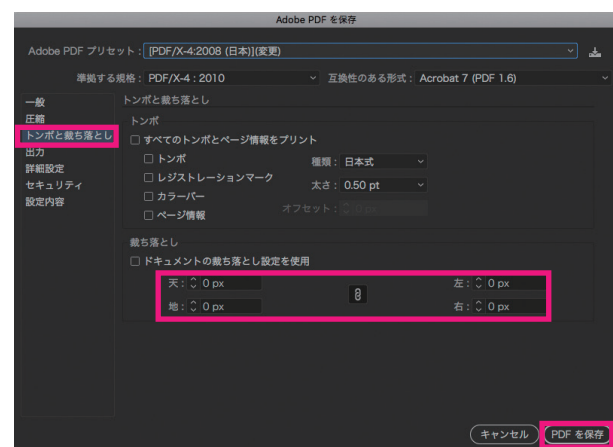 Adobe PDF を保存
Adobe PDF プリセット : [PDF/X-4:2008 (日本)](変更)
準拠する規格 : PDF/X-4 : 2010 互換性のある形式 : Acrobat 7 (PDF 1.6)
一般
圧縮
トンボと裁ち落とし
出力
詳細設定
セキュリティ
設定内容
トンボと裁ち落とし
トンボ
すべてのトンボとページ情報をプリント
トンボ 種類 : 日本式
レジストレーションマーク 太さ : 0.50 pt
カラーバー オフセット : 0 px
ページ情報
裁ち落とし
ドキュメントの裁ち落とし設定を使用
天 : 0 px 左 : 0 px
地 : 0 px 右 : 0 px
キャンセル PDF を保存